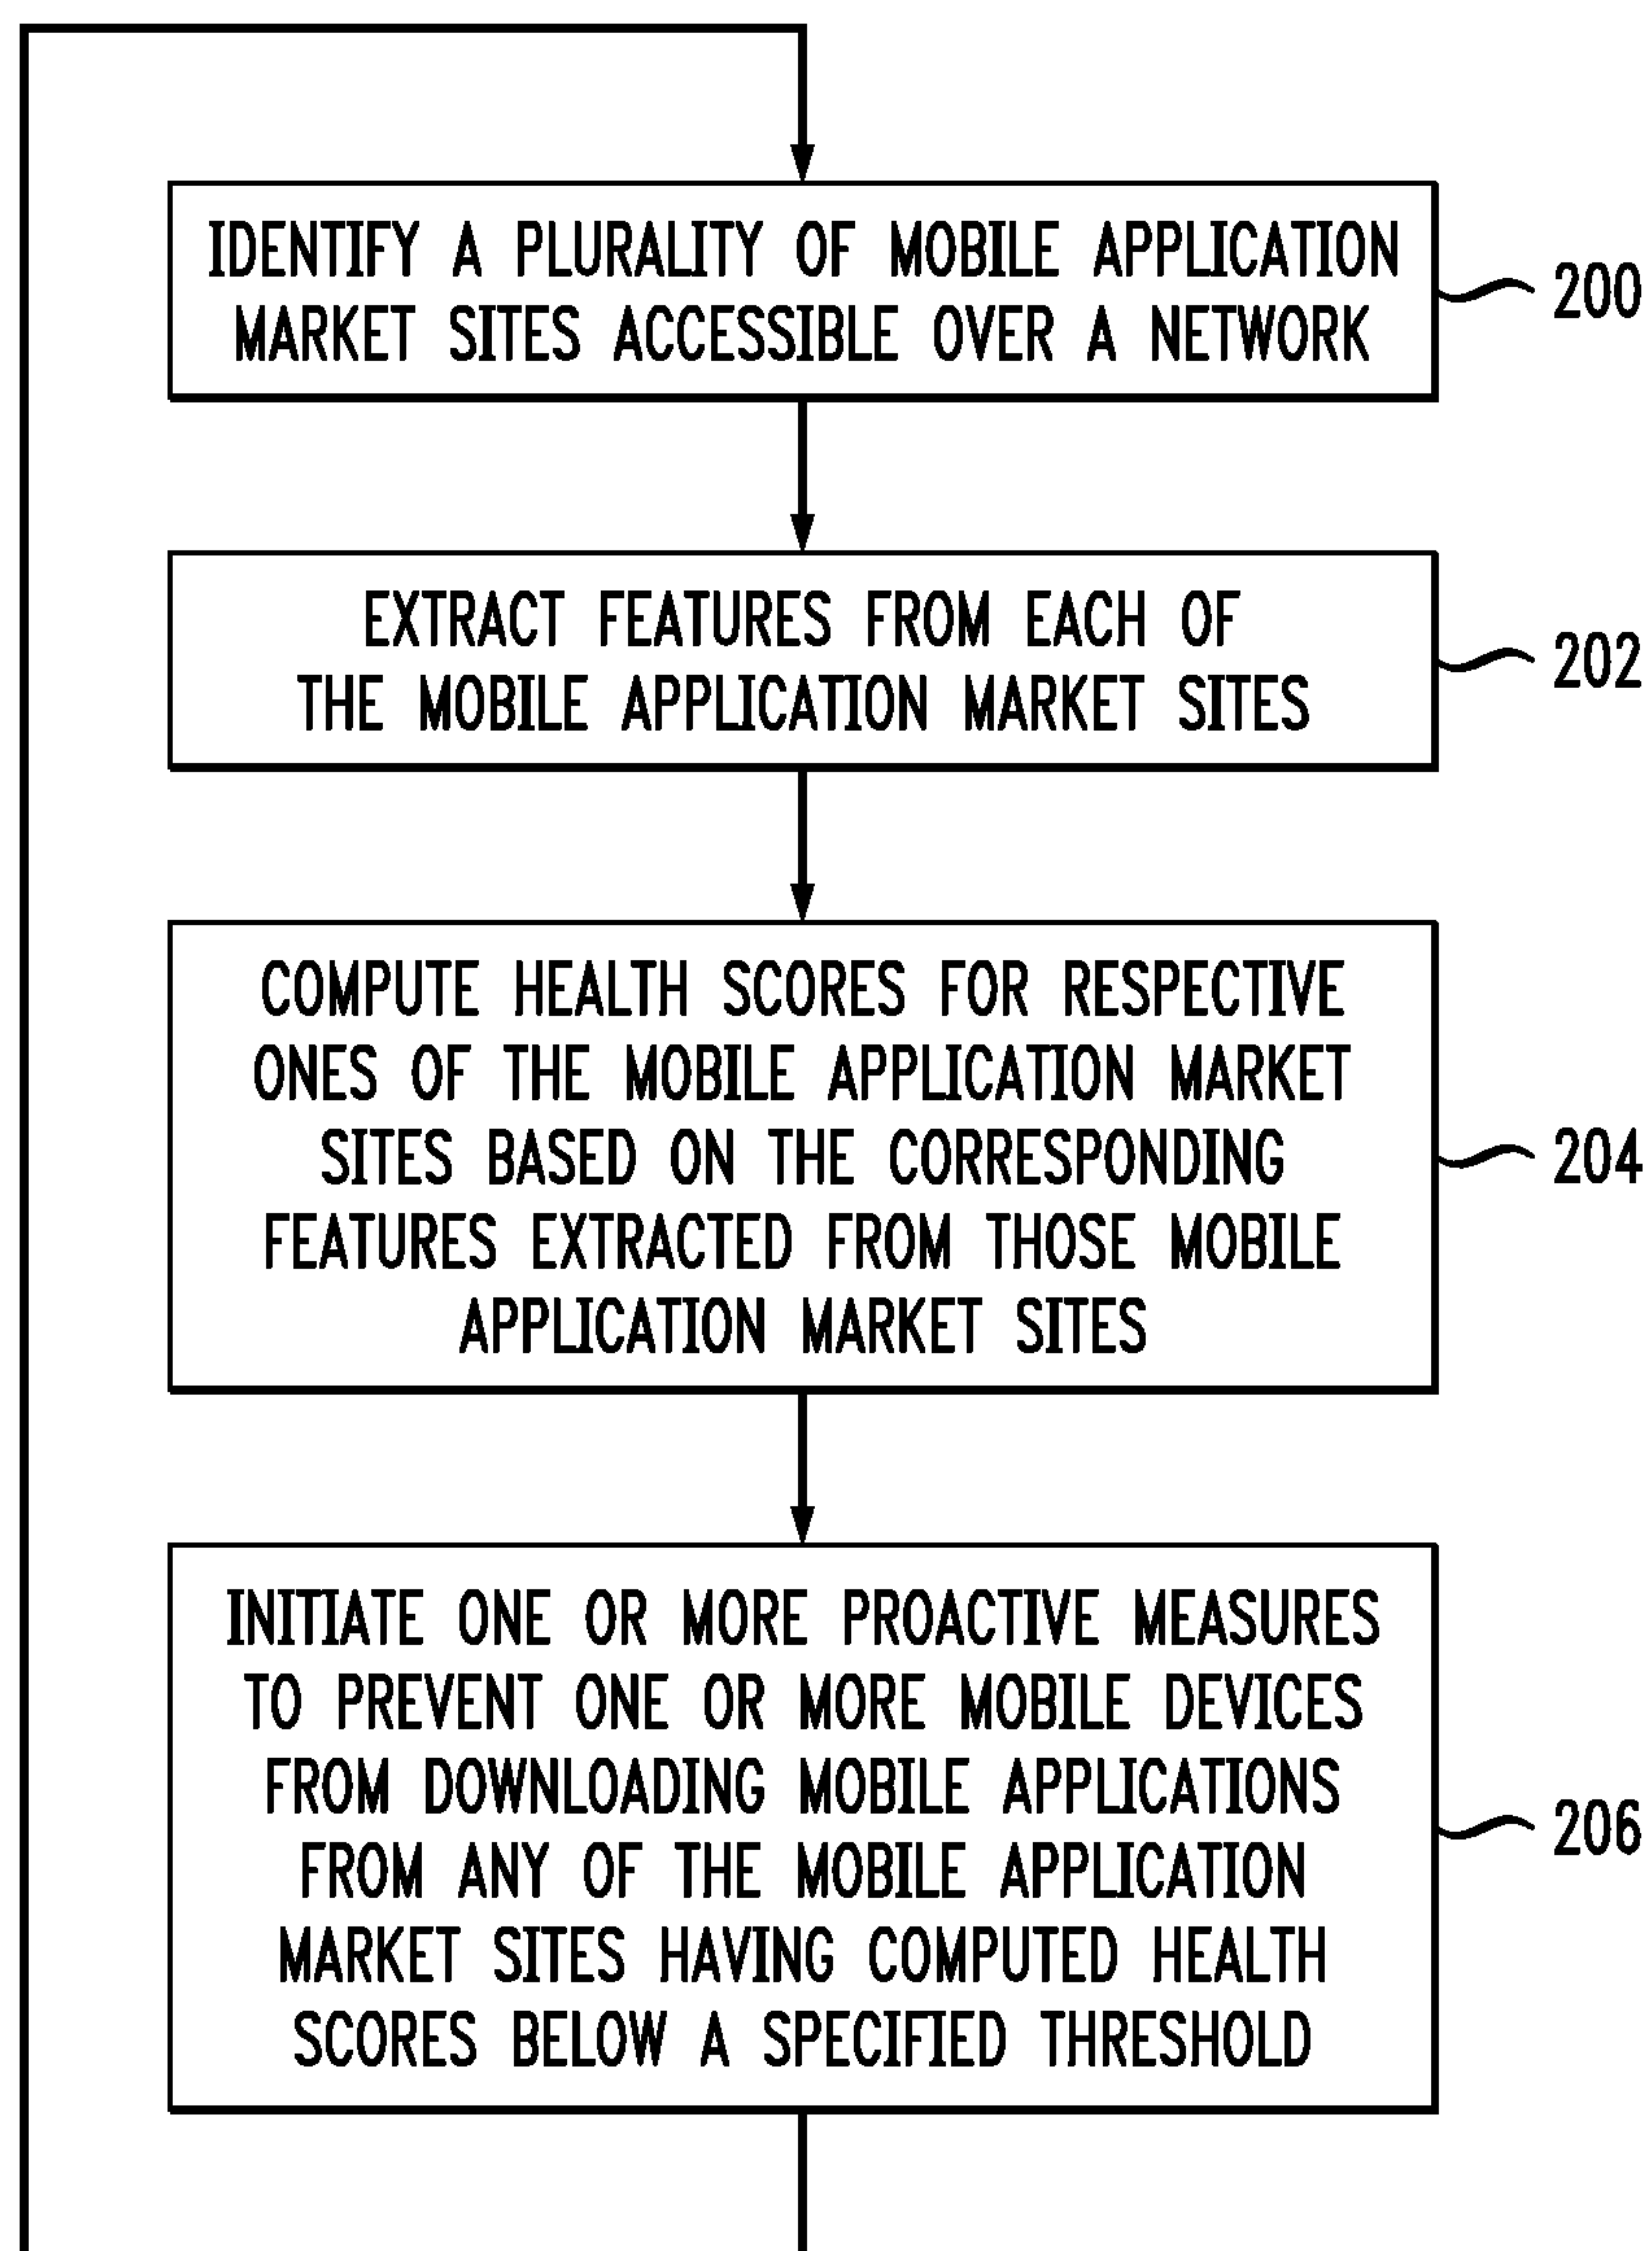 IDENTIFY A PLURALITY OF MOBILE APPLICATION
MARKET SITES ACCESSIBLE OVER A NETWORK
200
EXTRACT FEATURES FROM EACH OF
THE MOBILE APPLICATION MARKET SITES
202
COMPUTE HEALTH SCORES FOR RESPECTIVE
ONES OF THE MOBILE APPLICATION MARKET
SITES BASED ON THE CORRESPONDING
FEATURES EXTRACTED FROM THOSE MOBILE
APPLICATION MARKET SITES
204
INITIATE ONE OR MORE PROACTIVE MEASURES
TO PREVENT ONE OR MORE MOBILE DEVICES
FROM DOWNLOADING MOBILE APPLICATIONS
FROM ANY OF THE MOBILE APPLICATION
MARKET SITES HAVING COMPUTED HEALTH
SCORES BELOW A SPECIFIED THRESHOLD
206